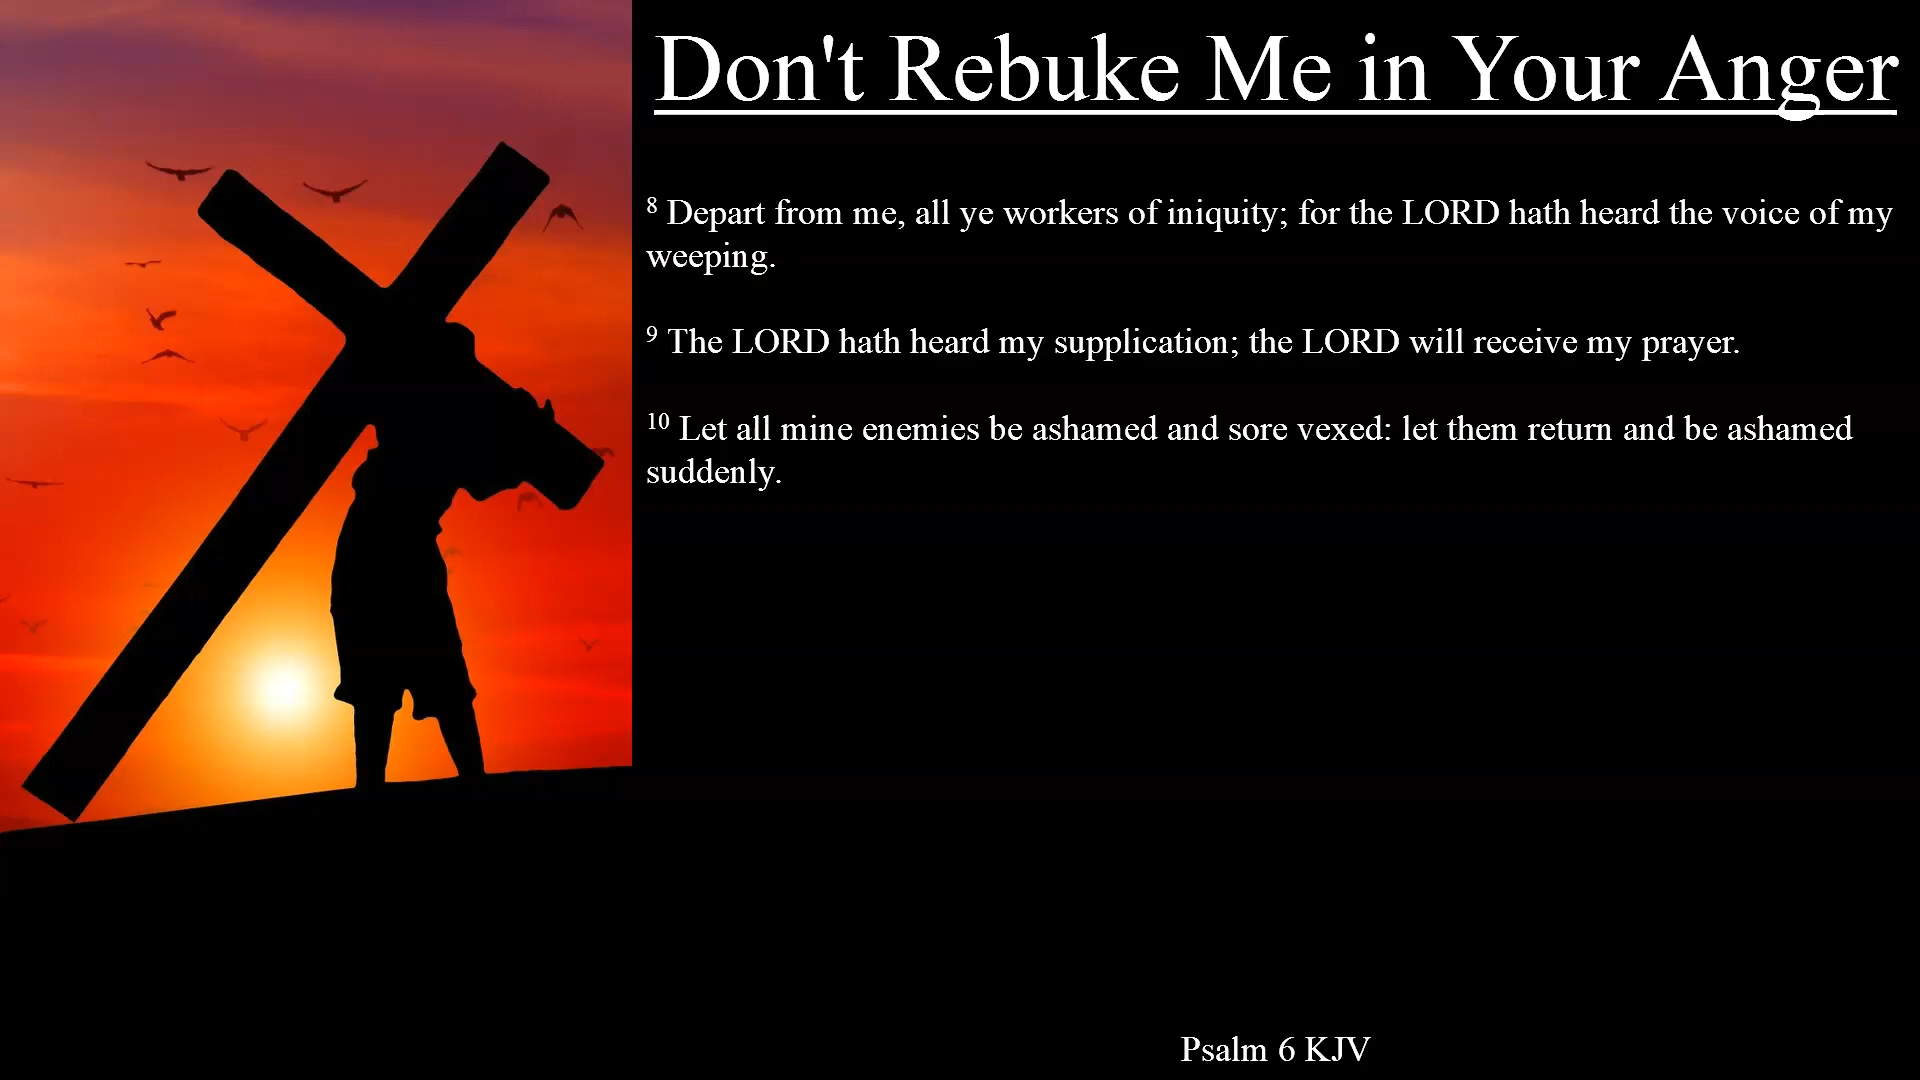 Don't Rebuke Me in Your Anger
8 Depart from me, all ye workers of iniquity; for the LORD hath heard the voice of my
weeping.
9 The LORD hath heard my supplication; the LORD will receive my prayer.
10 Let all mine enemies be ashamed and sore vexed: let them return and be ashamed
suddenly.
Psalm 6 KJV